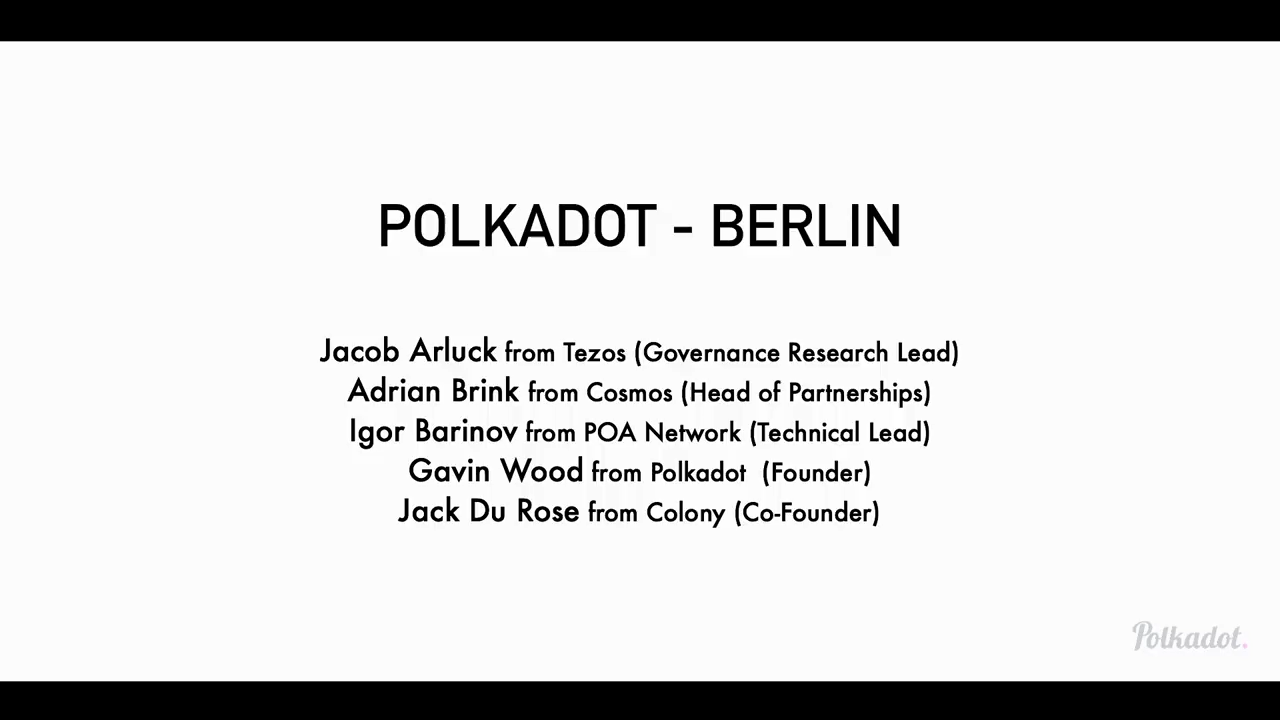 POLKADOT - BERLIN
Jacob Arluck from Tezos (Governance Research Lead)
Adrian Brink from Cosmos (Head of Partnerships)
Igor Barinov from POA Network (Technical Lead)
Gavin Wood from Polkadot (Founder)
Jack Du Rose from Colony (Co-Founder)
Polkadot.